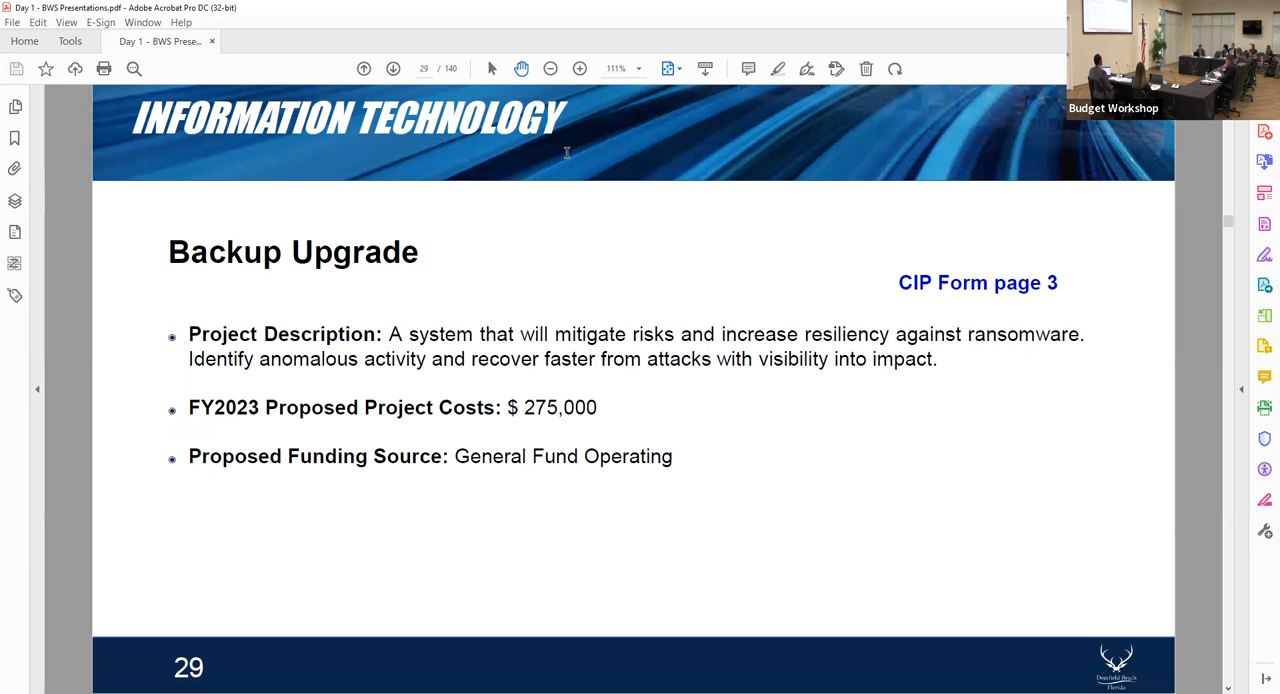 Day 1 - BWS Presentations.pdf - Adobe Acrobat Pro DC (32-bit)
File Edit View E-Sign Window Help
Home Tools Day 1 - BWS Prese... ×
29 / 140 111%
Budget Workshop
INFORMATION TECHNOLOGY
Backup Upgrade
CIP Form page 3
Project Description: A system that will mitigate risks and increase resiliency against ransomware.
Identify anomalous activity and recover faster from attacks with visibility into impact.
FY2023 Proposed Project Costs: $ 275,000
Proposed Funding Source: General Fund Operating
29
Deerfield Beach
Florida